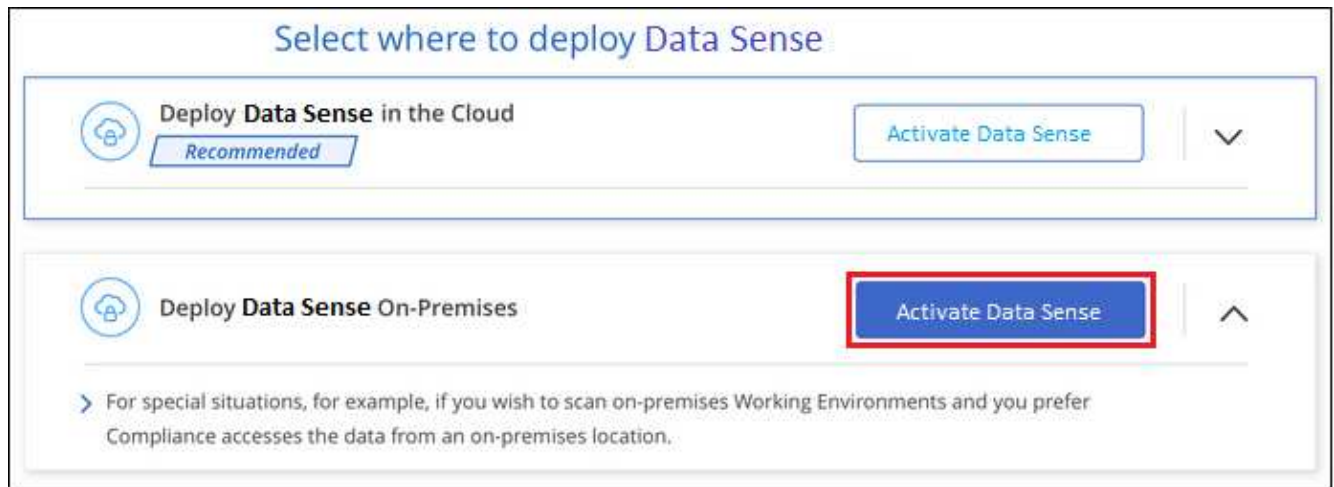 Select where to deploy Data Sense
Deploy Data Sense in the Cloud
Recommended
Activate Data Sense
Deploy Data Sense On-Premises
Activate Data Sense
For special situations, for example, if you wish to scan on-premises Working Environments and you prefer
Compliance accesses the data from an on-premises location.